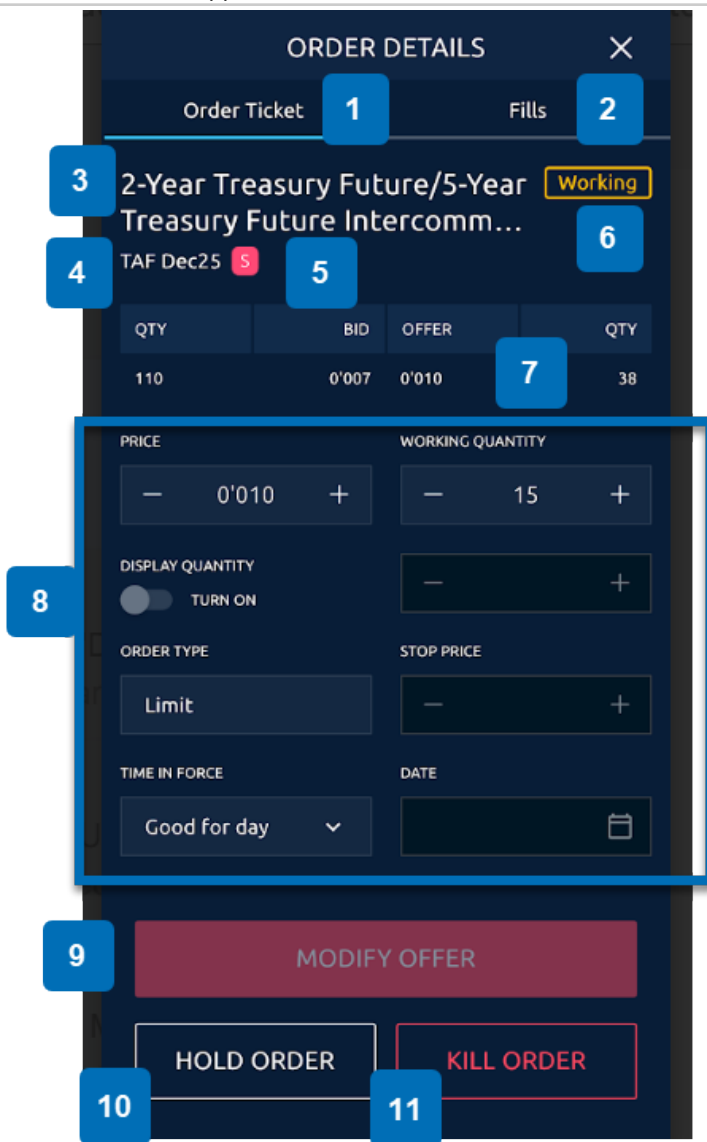 ORDER DETAILS
Order Ticket 1 Fills 2
3 2-Year Treasury Future/5-Year Working
Treasury Future Intercomm... 6
4 TAF Dec25 S 5
QTY BID OFFER QTY
110 0'007 0'010 7 38
PRICE WORKING QUANTITY
− 0'010 + − 15 +
DISPLAY QUANTITY
8 TURN ON − +
ORDER TYPE STOP PRICE
Limit − +
TIME IN FORCE DATE
Good for day
9 MODIFY OFFER
HOLD ORDER KILL ORDER
10 11